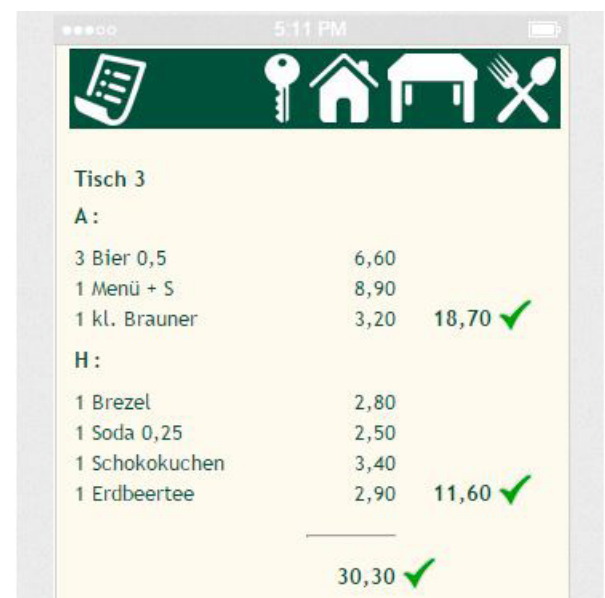 5:11 PM
Tisch 3
A :
3 Bier 0,5 6,60
1 Menü + S 8,90
1 kl. Brauner 3,20 18,70
H :
1 Brezel 2,80
1 Soda 0,25 2,50
1 Schokokuchen 3,40
1 Erdbeertee 2,90 11,60
30,30